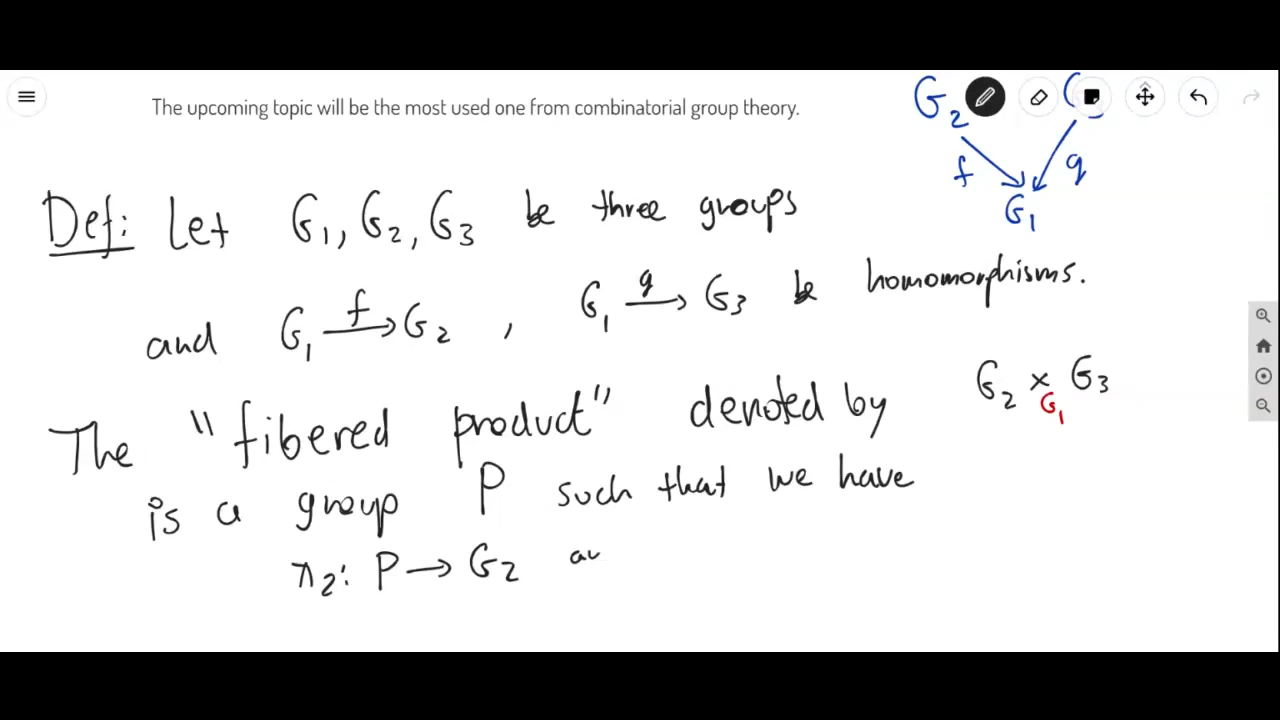 The upcoming topic will be the most used one from combinatorial group theory.
G₂
f g
G₁
Def: Let G₁, G₂, G₃ be three groups
and G₁ —f→ G₂ , G₁ —g→ G₃ be homomorphisms.
The "fibered product" denoted by G₂ ×_G₁ G₃
is a group P such that we have
π₂: P → G₂